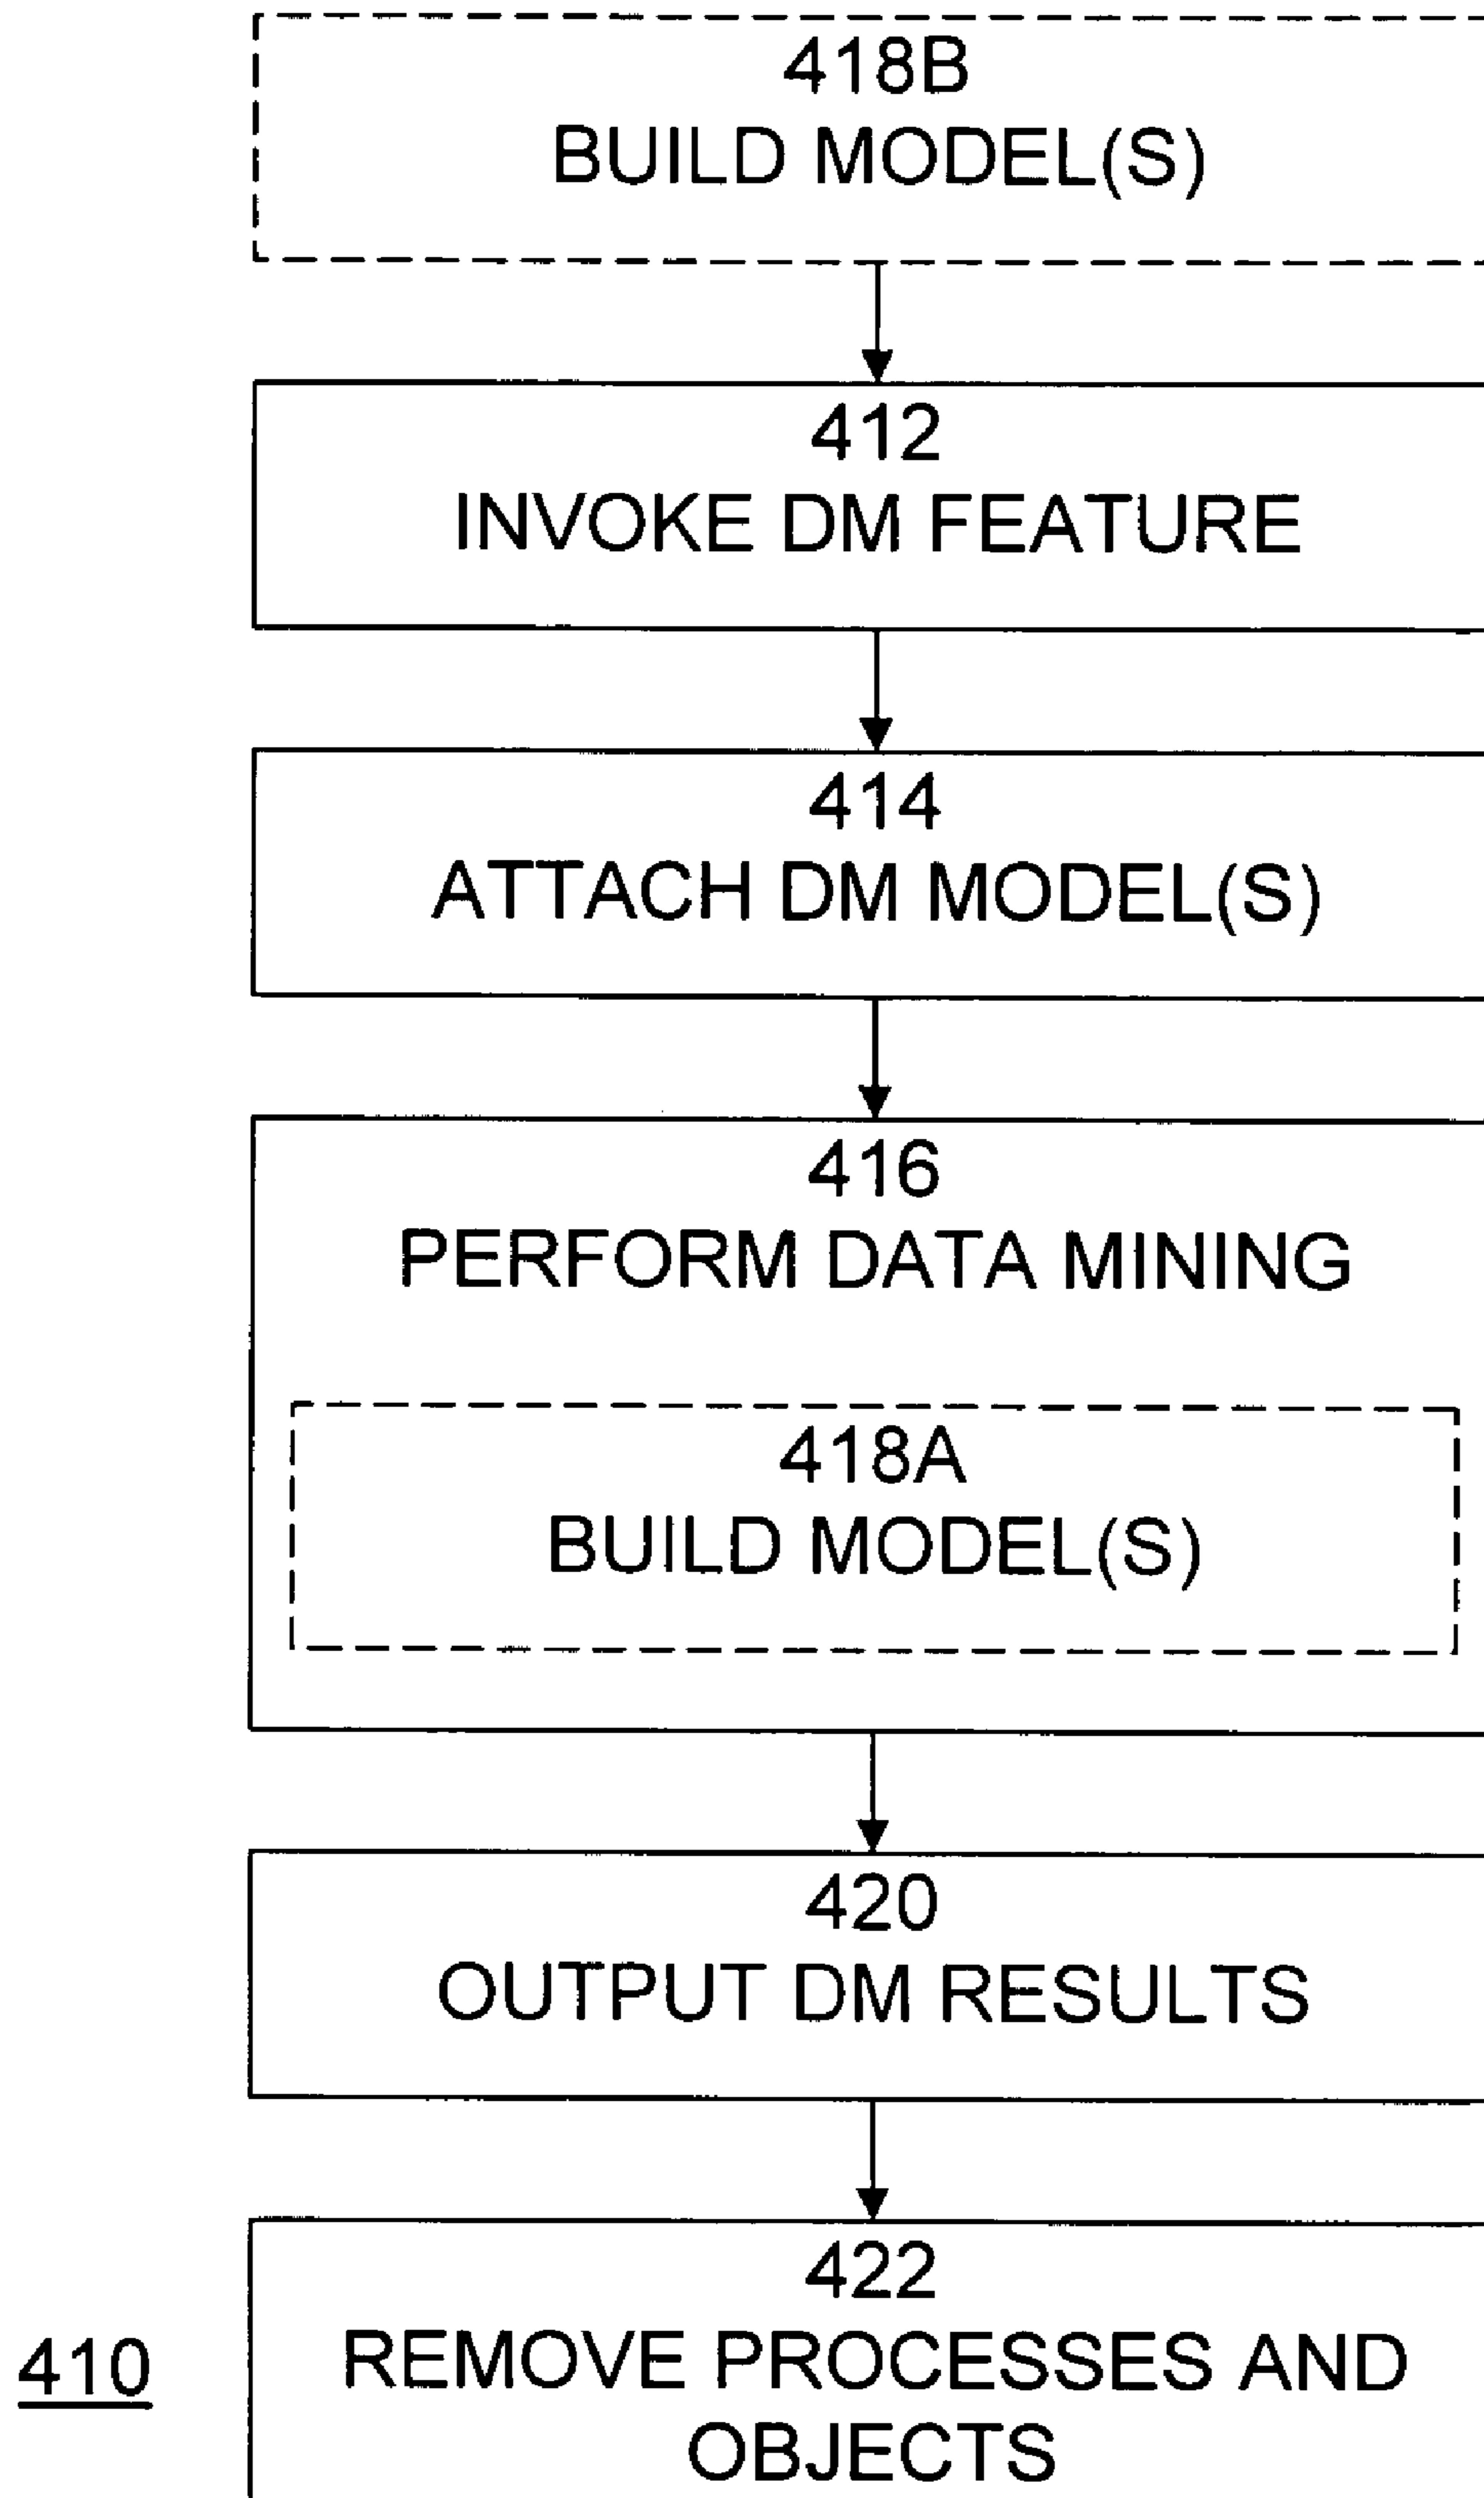 418B
BUILD MODEL(S)
412
INVOKE DM FEATURE
414
ATTACH DM MODEL(S)
416
PERFORM DATA MINING
418A
BUILD MODEL(S)
420
OUTPUT DM RESULTS
422
REMOVE PROCESSES AND
OBJECTS
410